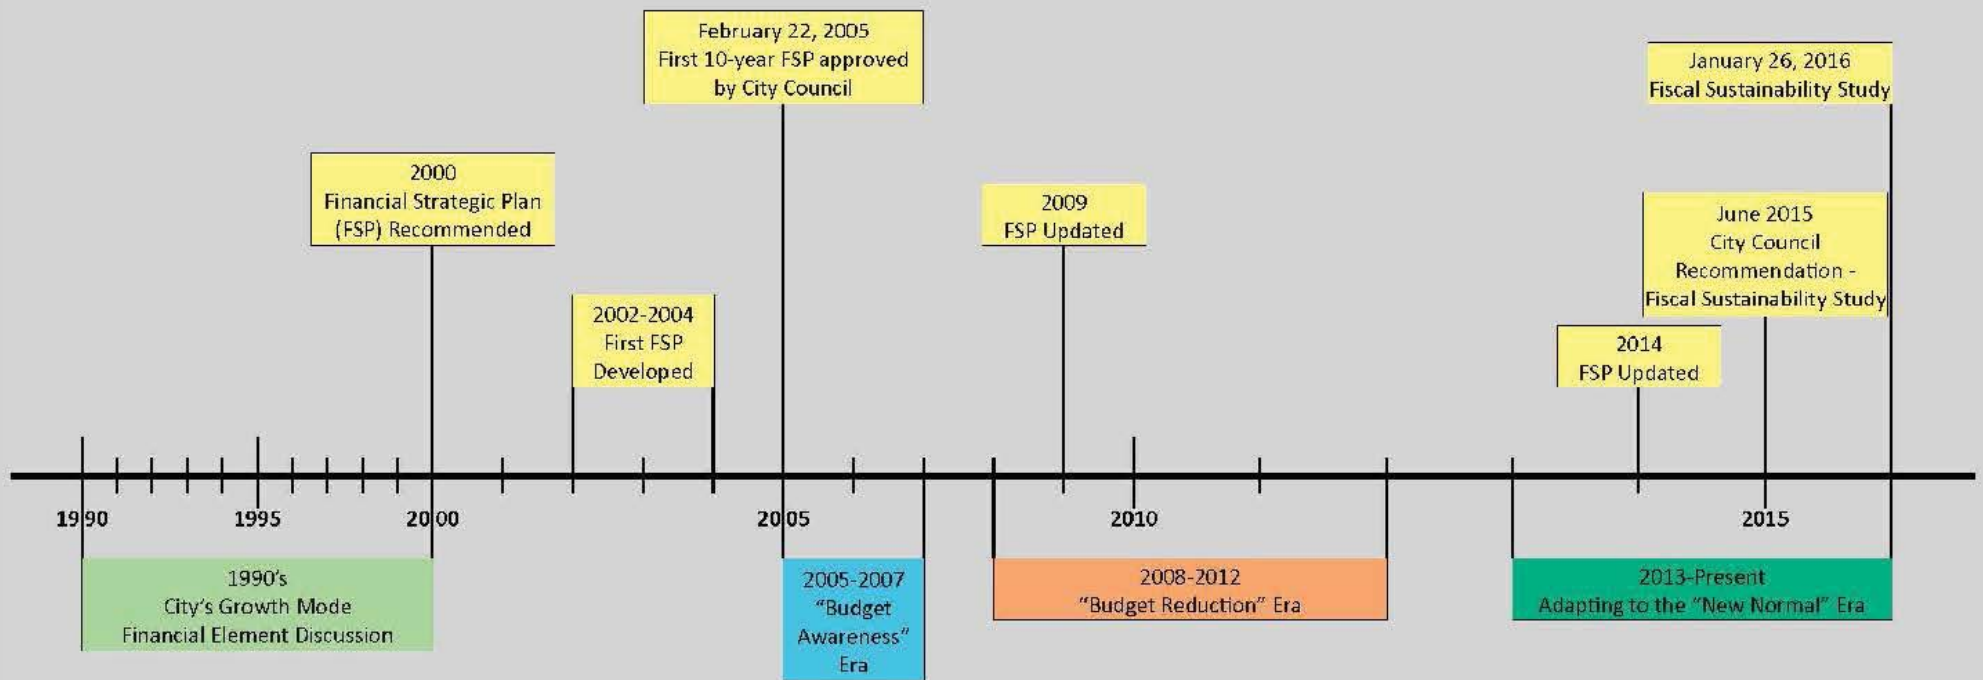 February 22, 2005
First 10-year FSP approved
by City Council
January 26, 2016
Fiscal Sustainability Study
2000
Financial Strategic Plan
(FSP) Recommended
2009
FSP Updated
June 2015
City Council
Recommendation -
Fiscal Sustainability Study
2002-2004
First FSP
Developed
2014
FSP Updated
1990
1995
2000
2005
2010
2015
1990's
City's Growth Mode
Financial Element Discussion
2005-2007
"Budget
Awareness"
Era
2008-2012
"Budget Reduction" Era
2013-Present
Adapting to the "New Normal" Era